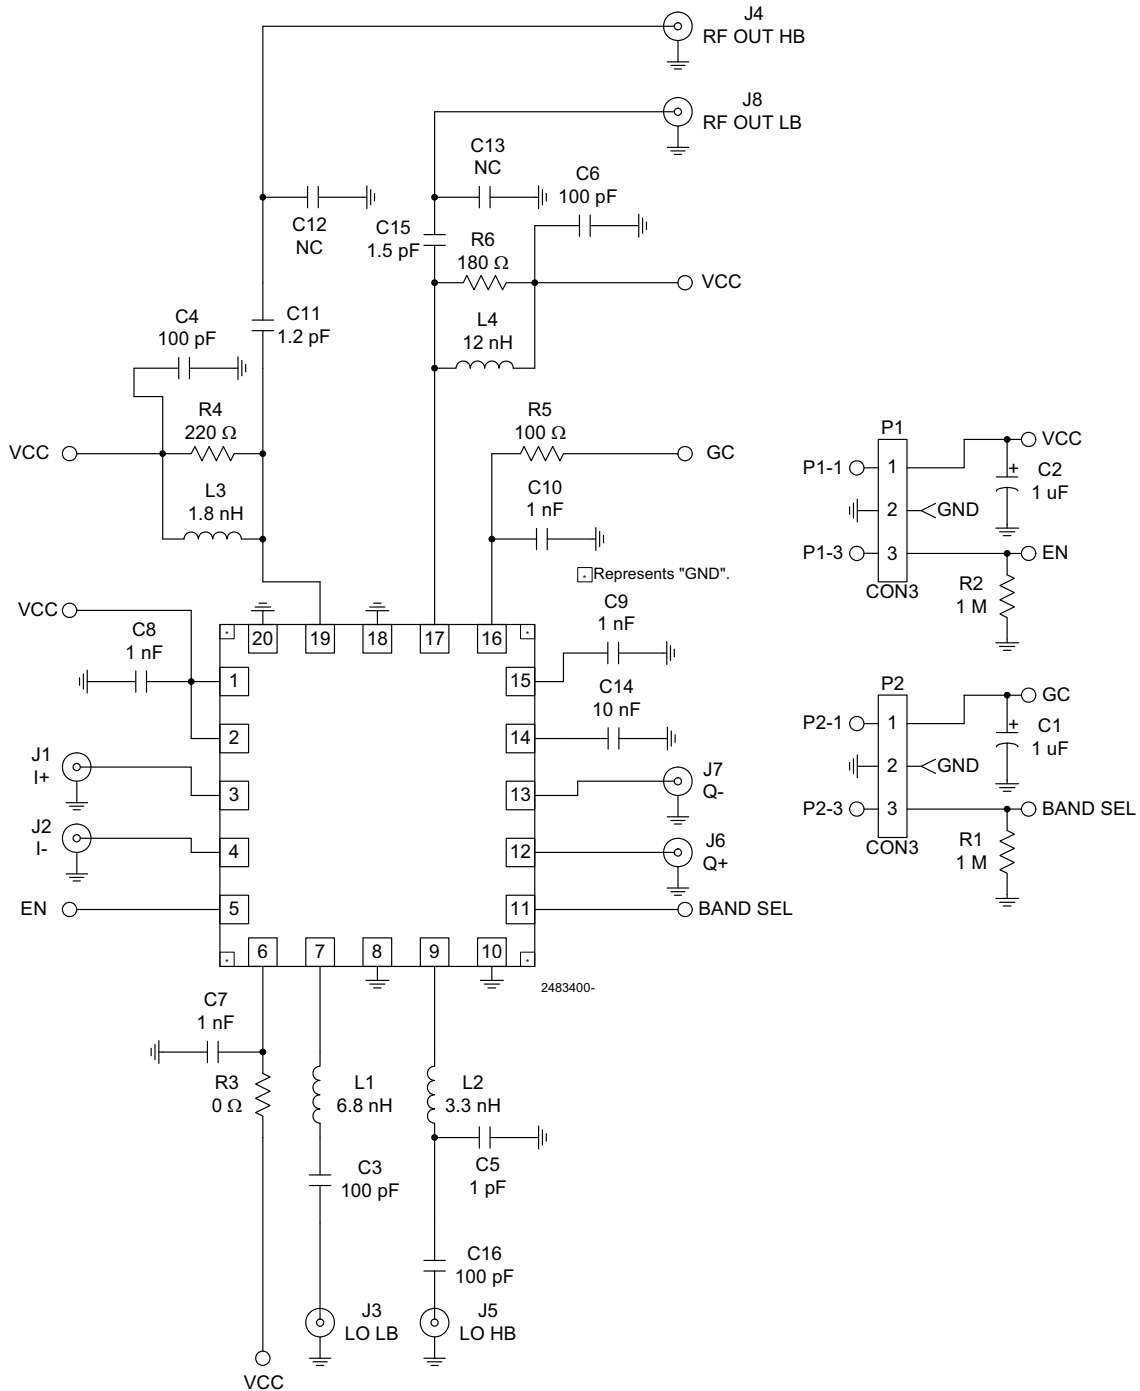 J4
RF OUT HB
J8
RF OUT LB
C13
NC
C6
100 pF
C12
NC
C15
1.5 pF
R6
180 Ω
VCC
C4
100 pF
C11
1.2 pF
L4
12 nH
R4
220 Ω
VCC
L3
1.8 nH
R5
100 Ω
GC
C10
1 nF
Represents "GND".
P1
VCC
P1-1
1
+
C2
1 uF
2
GND
P1-3
3
EN
CON3
R2
1 M
VCC
C8
1 nF
C9
1 nF
C14
10 nF
20
19
18
17
16
1
15
2
14
J1
I+
3
13
J7
Q-
J2
I-
4
12
J6
Q+
EN
5
11
BAND SEL
6
7
8
9
10
2483400-
P2
GC
P2-1
1
+
C1
1 uF
2
GND
P2-3
3
BAND SEL
CON3
R1
1 M
C7
1 nF
R3
0 Ω
L1
6.8 nH
L2
3.3 nH
C3
100 pF
C5
1 pF
C16
100 pF
J3
LO LB
J5
LO HB
VCC